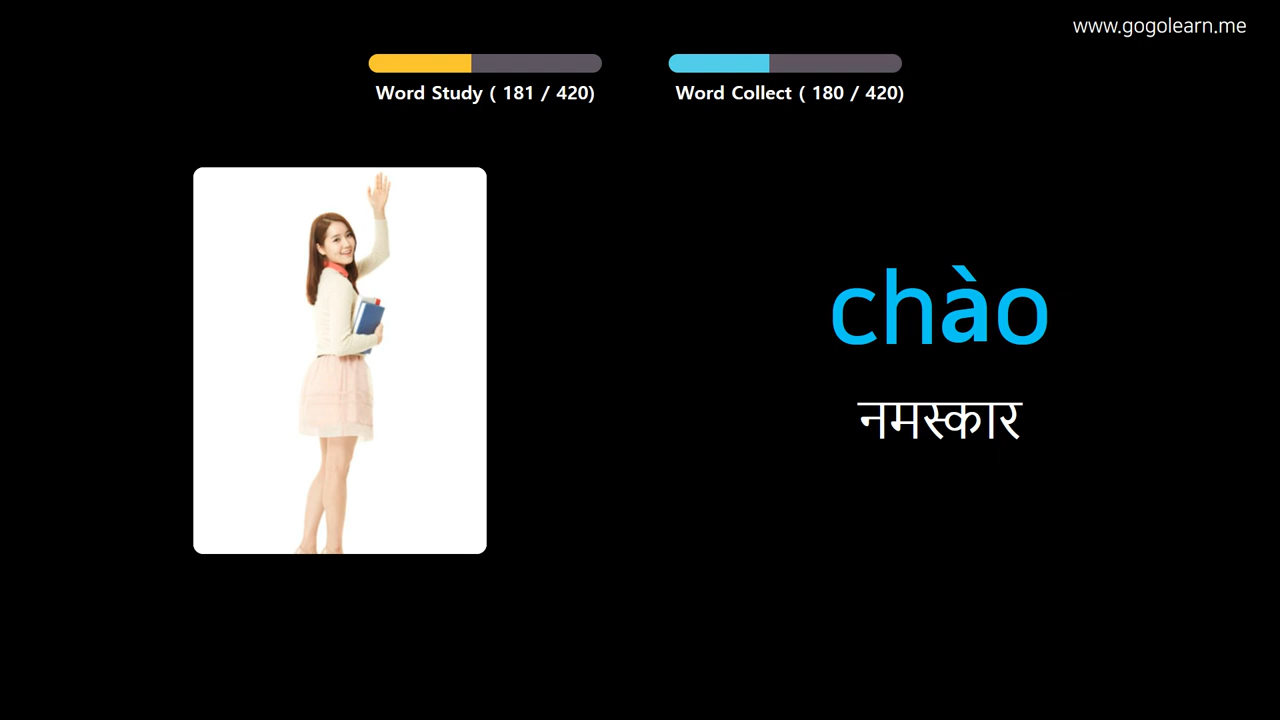 www.gogolearn.me
Word Study ( 181 / 420)
Word Collect ( 180 / 420)
chào
नमस्कार